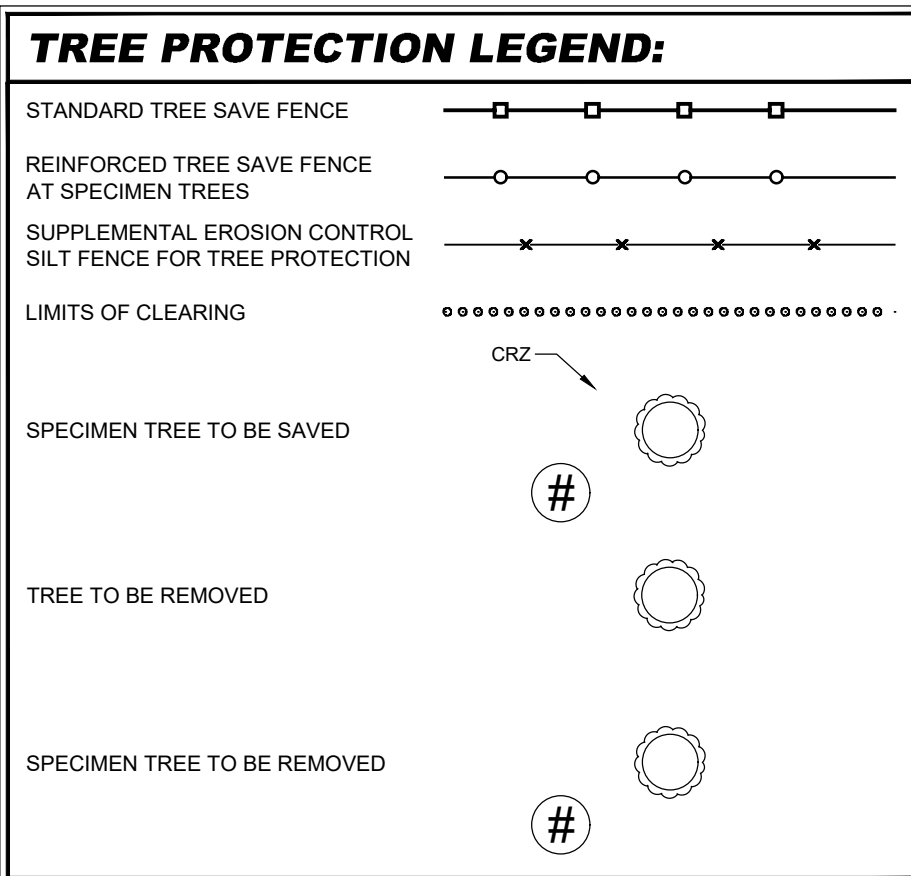 TREE PROTECTION LEGEND:
STANDARD TREE SAVE FENCE
REINFORCED TREE SAVE FENCE
AT SPECIMEN TREES
SUPPLEMENTAL EROSION CONTROL
SILT FENCE FOR TREE PROTECTION
LIMITS OF CLEARING
CRZ
SPECIMEN TREE TO BE SAVED
#
TREE TO BE REMOVED
SPECIMEN TREE TO BE REMOVED
#